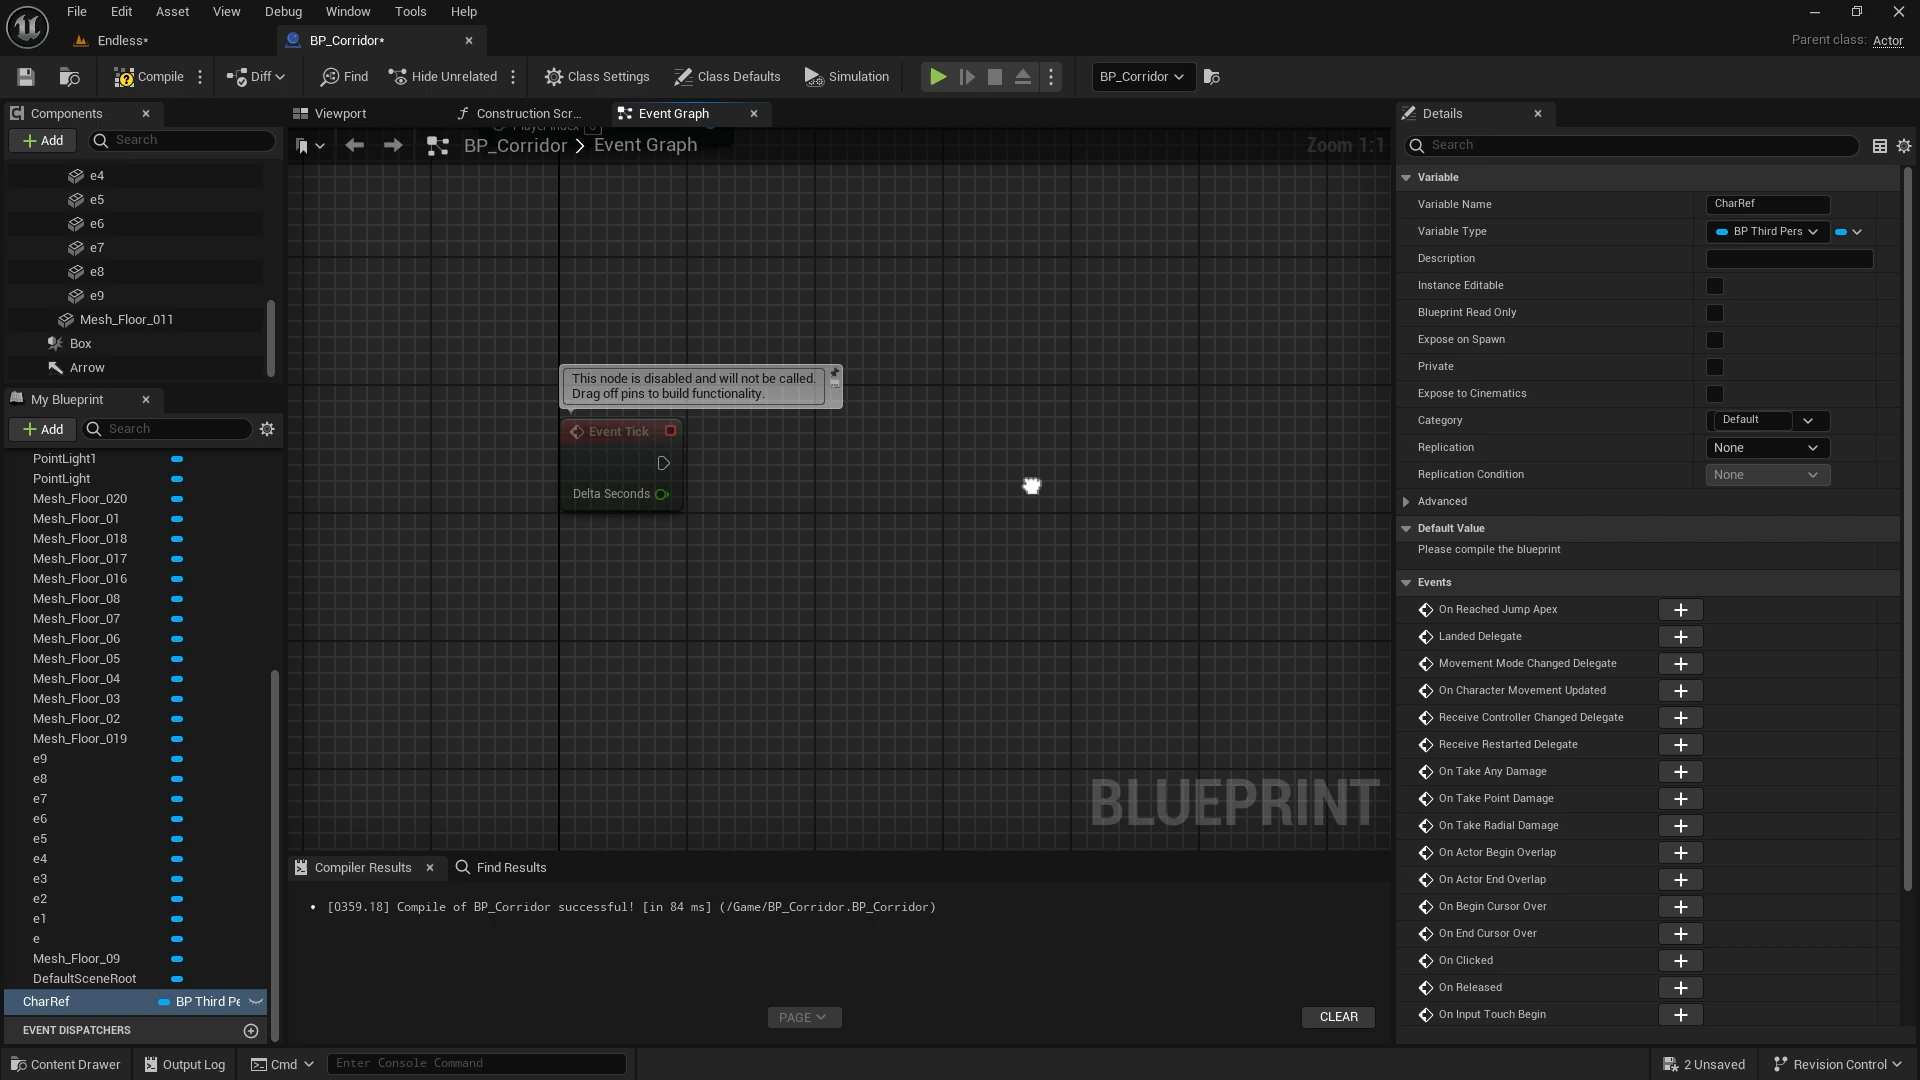 File Edit Asset View Debug Window Tools Help
Endless*
BP_Corridor*
Parent class: Actor
Compile
Diff
Find
Hide Unrelated
Class Settings
Class Defaults
Simulation
BP_Corridor
Components
Add
Search
e4
e5
e6
e7
e8
e9
Mesh_Floor_011
Box
Arrow
My Blueprint
Add
Search
PointLight1
PointLight
Mesh_Floor_020
Mesh_Floor_01
Mesh_Floor_018
Mesh_Floor_017
Mesh_Floor_016
Mesh_Floor_08
Mesh_Floor_07
Mesh_Floor_06
Mesh_Floor_05
Mesh_Floor_04
Mesh_Floor_03
Mesh_Floor_02
Mesh_Floor_019
e9
e8
e7
e6
e5
e4
e3
e2
e1
e
Mesh_Floor_09
DefaultSceneRoot
CharRef BP Third Pe
EVENT DISPATCHERS
Viewport
Construction Scr...
Event Graph
Player Index 0
BP_Corridor > Event Graph
Zoom 1:1
This node is disabled and will not be called.
Drag off pins to build functionality.
Event Tick
Delta Seconds
BLUEPRINT
Compiler Results
Find Results
• [0359.18] Compile of BP_Corridor successful! [in 84 ms] (/Game/BP_Corridor.BP_Corridor)
PAGE
CLEAR
Details
Search
Variable
Variable Name CharRef
Variable Type BP Third Pers
Description
Instance Editable
Blueprint Read Only
Expose on Spawn
Private
Expose to Cinematics
Category Default
Replication None
Replication Condition None
Advanced
Default Value
Please compile the blueprint
Events
On Reached Jump Apex
Landed Delegate
Movement Mode Changed Delegate
On Character Movement Updated
Receive Controller Changed Delegate
Receive Restarted Delegate
On Take Any Damage
On Take Point Damage
On Take Radial Damage
On Actor Begin Overlap
On Actor End Overlap
On Begin Cursor Over
On End Cursor Over
On Clicked
On Released
On Input Touch Begin
Content Drawer
Output Log
Cmd
Enter Console Command
2 Unsaved
Revision Control